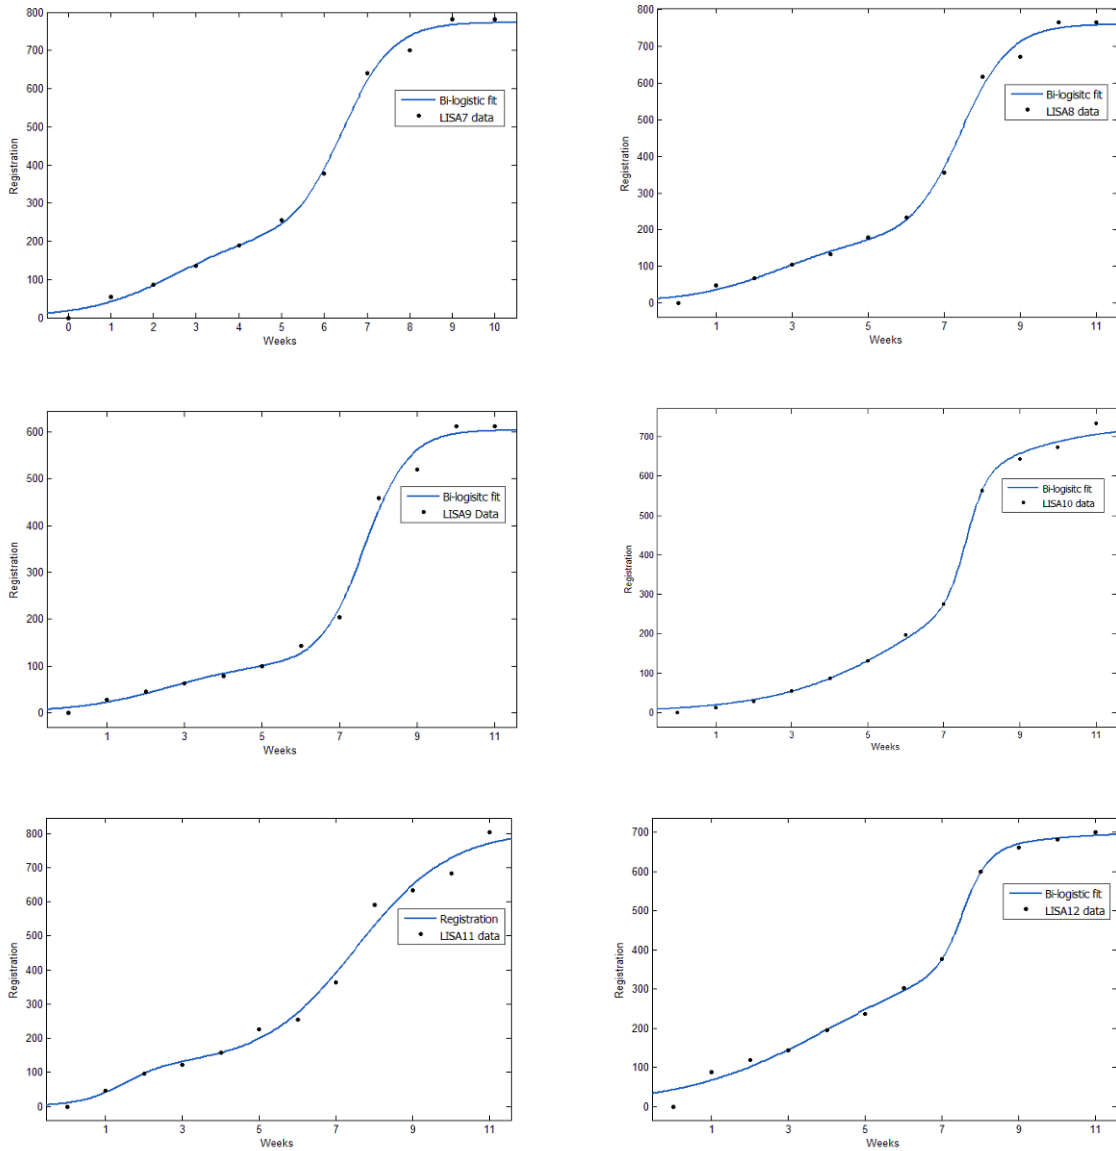 800
700
600
500
400
300
200
100
0
Registration
Bi-logistic fit
LISA7 data
0 1 2 3 4 5 6 7 8 9 10
Weeks
800
700
600
500
400
300
200
100
0
Registration
Bi-logisitc fit
LISA8 data
1 3 5 7 9 11
Weeks
600
500
400
300
200
100
0
Registration
Bi-logisitc fit
LISA9 Data
1 3 5 7 9 11
Weeks
700
600
500
400
300
200
100
0
Registration
Bi-logisitc fit
LISA10 data
1 3 5 7 9 11
Weeks
800
700
600
500
400
300
200
100
0
Registration
Registration
LISA11 data
1 3 5 7 9 11
Weeks
700
600
500
400
300
200
100
0
Registration
Bi-logistic fit
LISA12 data
1 3 5 7 9 11
Weeks